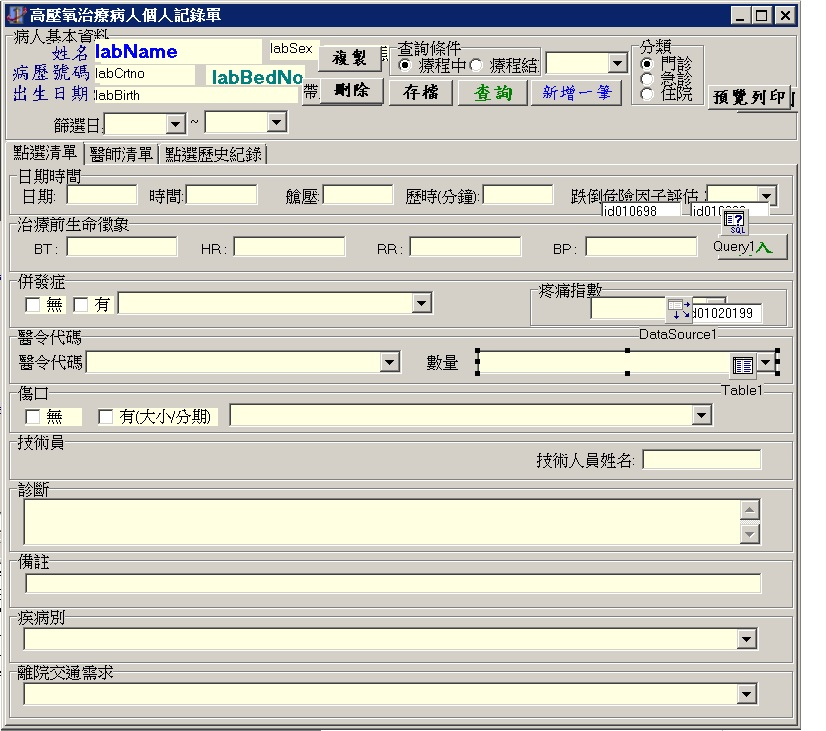 高壓氧治療病人個人記錄單
病人基本資料
姓名 labName labSex 複製
查詢條件
療程中 療程結
分類
門診
急診
住院
病歷號碼 labCrtno labBedNo
出生日期 labBirth 帶 刪除 存檔 查詢 新增一筆 預覽列印
篩選日 ~
點選清單 醫師清單 點選歷史紀錄
日期時間
日期: 時間: 艙壓: 歷時(分鐘): 跌倒危險因子評估
id010698
治療前生命徵象
SQL
BT: HR: RR: BP: Query1 入
併發症
無 有
疼痛指數
d01020199
DataSource1
醫令代碼
醫令代碼 數量
Table1
傷口
無 有(大小/分期)
技術員
技術人員姓名:
診斷
備註
疾病別
離院交通需求